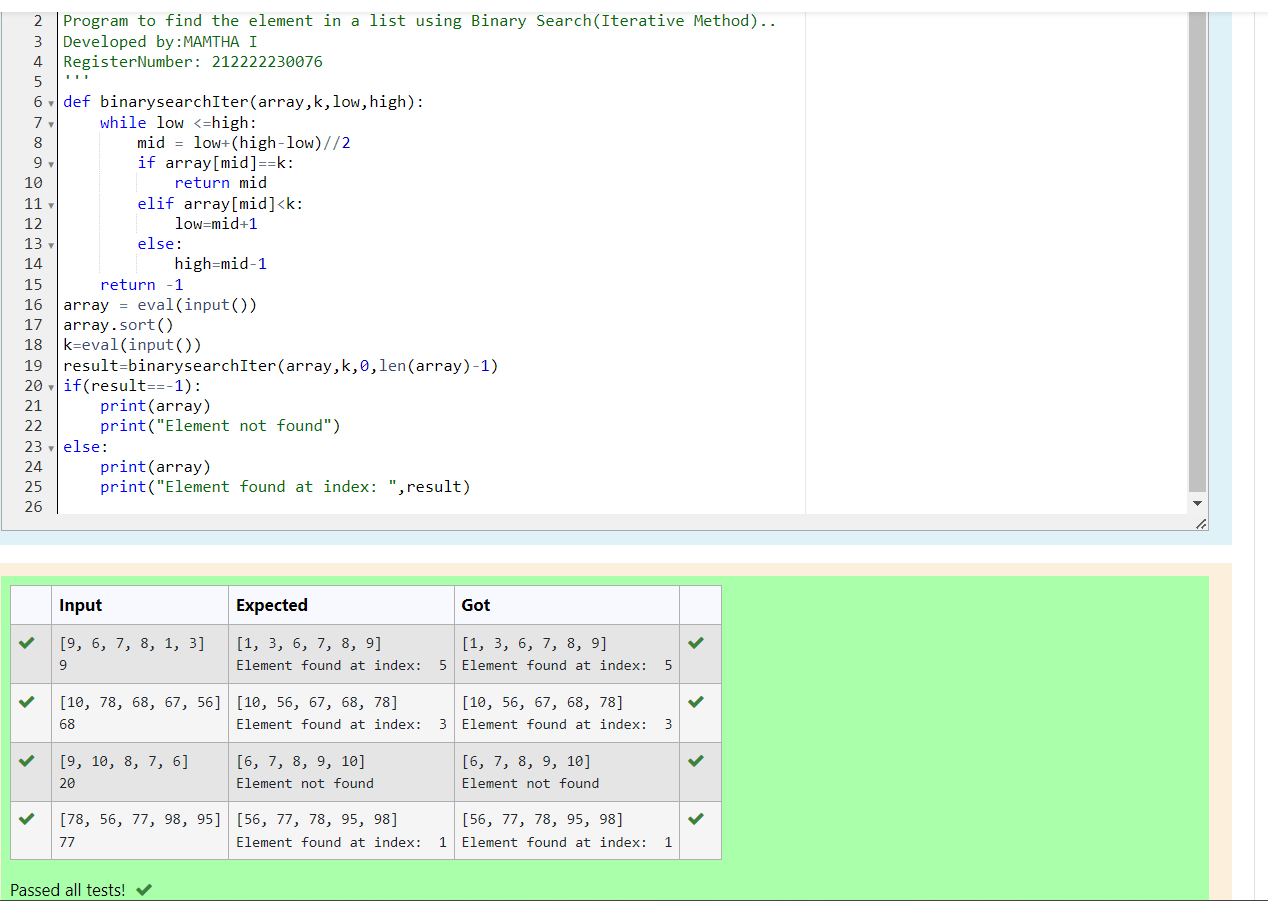 2 Program to find the element in a list using Binary Search(Iterative Method)..
3 Developed by:MAMTHA I
4 RegisterNumber: 212222230076
5 '''
6 def binarysearchIter(array,k,low,high):
7     while low <=high:
8         mid = low+(high-low)//2
9         if array[mid]==k:
10             return mid
11         elif array[mid]<k:
12             low=mid+1
13         else:
14             high=mid-1
15     return -1
16 array = eval(input())
17 array.sort()
18 k=eval(input())
19 result=binarysearchIter(array,k,0,len(array)-1)
20 if(result==-1):
21     print(array)
22     print("Element not found")
23 else:
24     print(array)
25     print("Element found at index: ",result)
26
Input Expected Got
[9, 6, 7, 8, 1, 3] [1, 3, 6, 7, 8, 9] [1, 3, 6, 7, 8, 9]
9 Element found at index:  5 Element found at index:  5
[10, 78, 68, 67, 56] [10, 56, 67, 68, 78] [10, 56, 67, 68, 78]
68 Element found at index:  3 Element found at index:  3
[9, 10, 8, 7, 6] [6, 7, 8, 9, 10] [6, 7, 8, 9, 10]
20 Element not found Element not found
[78, 56, 77, 98, 95] [56, 77, 78, 95, 98] [56, 77, 78, 95, 98]
77 Element found at index:  1 Element found at index:  1
Passed all tests!